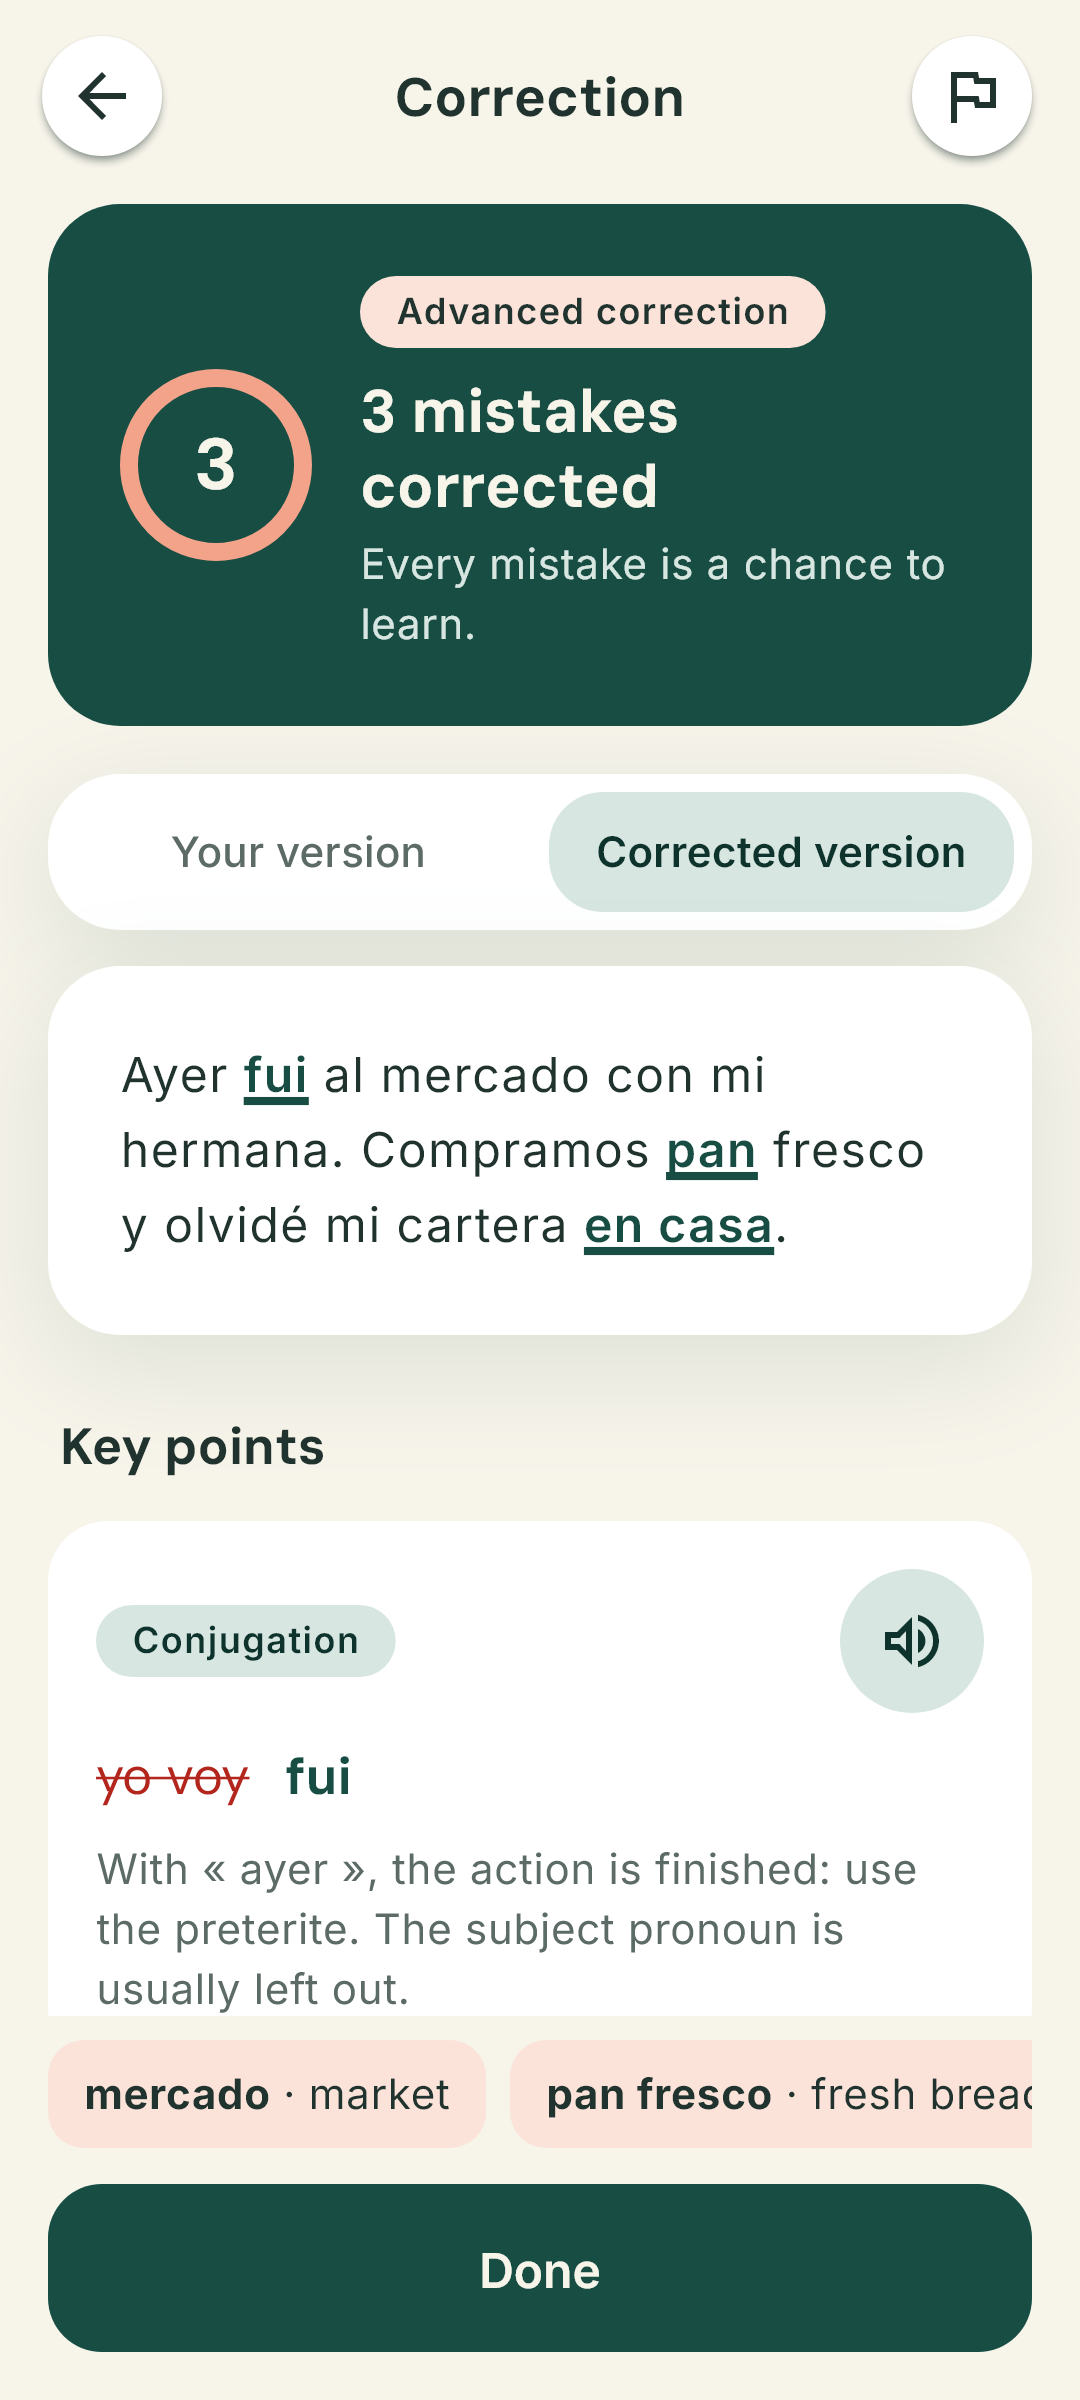 Correction
Advanced correction
3
3 mistakes
corrected
Every mistake is a chance to
learn.
Your version
Corrected version
Ayer fui al mercado con mi
hermana. Compramos pan fresco
y olvidé mi cartera en casa.
Key points
Conjugation
yo voy fui
With « ayer », the action is finished: use
the preterite. The subject pronoun is
usually left out.
mercado · market
pan fresco · fresh bread
Done